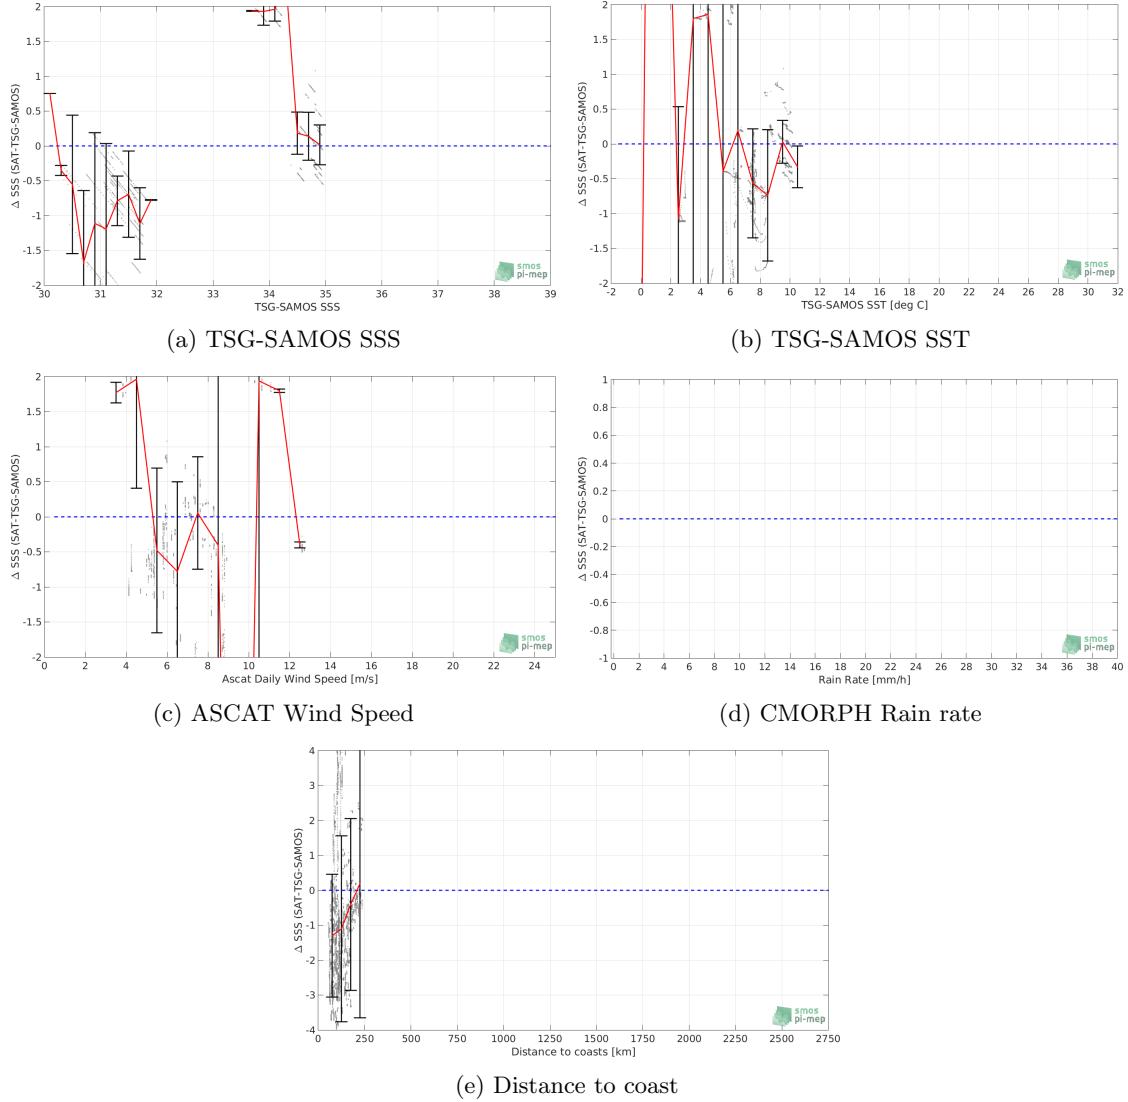 2
1.5
1
0.5
0
-0.5
-1
-1.5
-2
Δ SSS (SAT-TSG-SAMOS)
30 31 32 33 34 35 36 37 38 39
TSG-SAMOS SSS
smos
pi-mep
(a) TSG-SAMOS SSS
2
1.5
1
0.5
0
-0.5
-1
-1.5
-2
Δ SSS (SAT-TSG-SAMOS)
-2 0 2 4 6 8 10 12 14 16 18 20 22 24 26 28 30 32
TSG-SAMOS SST [deg C]
smos
pi-mep
(b) TSG-SAMOS SST
2
1.5
1
0.5
0
-0.5
-1
-1.5
-2
Δ SSS (SAT-TSG-SAMOS)
0 2 4 6 8 10 12 14 16 18 20 22 24
Ascat Daily Wind Speed [m/s]
smos
pi-mep
(c) ASCAT Wind Speed
1
0.8
0.6
0.4
0.2
0
-0.2
-0.4
-0.6
-0.8
-1
Δ SSS (SAT-TSG-SAMOS)
0 2 4 6 8 10 12 14 16 18 20 22 24 26 28 30 32 34 36 38 40
Rain Rate [mm/h]
smos
pi-mep
(d) CMORPH Rain rate
4
3
2
1
0
-1
-2
-3
-4
Δ SSS (SAT-TSG-SAMOS)
0 250 500 750 1000 1250 1500 1750 2000 2250 2500 2750
Distance to coasts [km]
smos
pi-mep
(e) Distance to coast